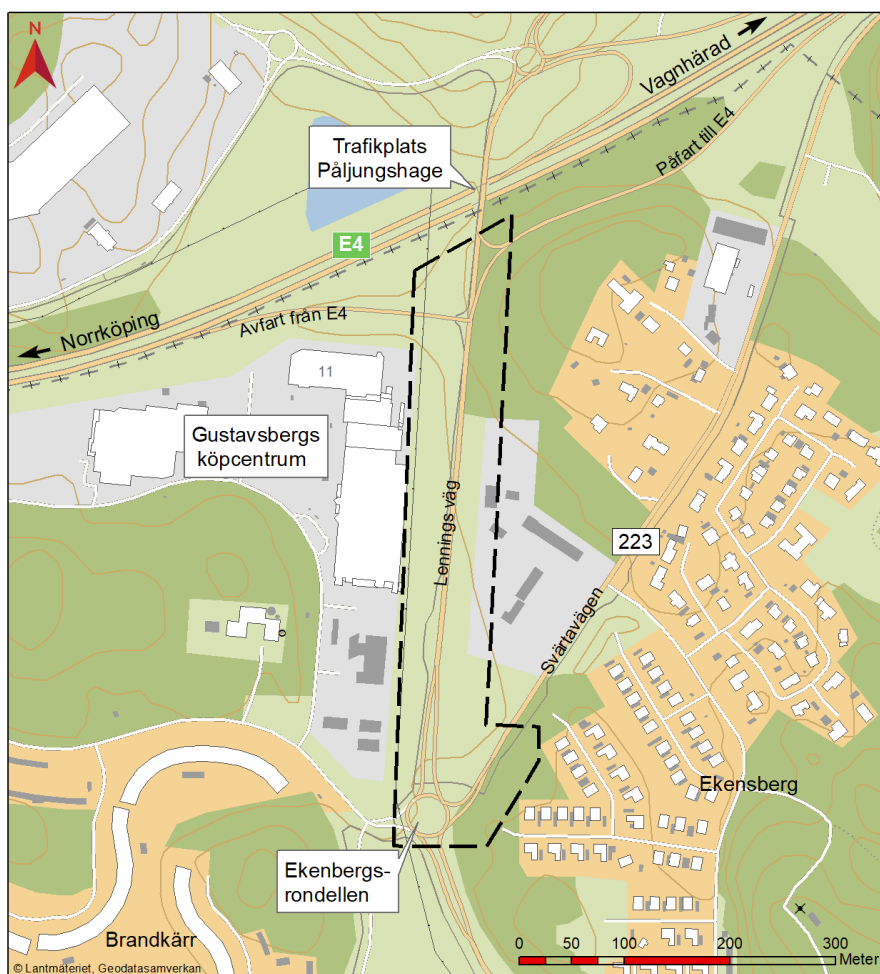 N
Vagnhärad
Trafikplats
Påljungshage
Påfart till E4
E4
Norrköping
Avfart från E4
11
Gustavsbergs
köpcentrum
Lennings väg
223
Svärtavägen
Ekensberg
Ekenbergs-
rondellen
Brandkärr
0 50 100 200 300
Meter
© Lantmäteriet, Geodatasamverkan